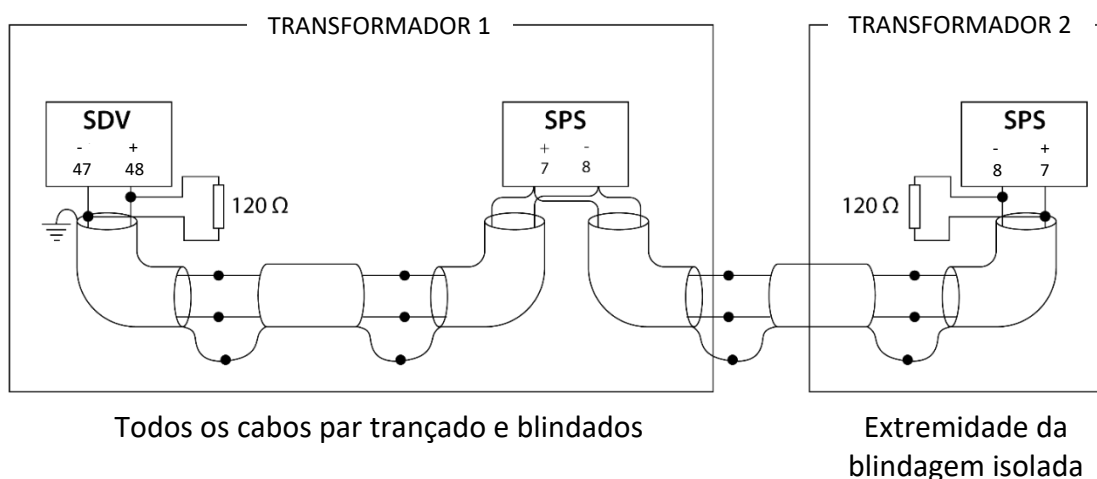 TRANSFORMADOR 1
TRANSFORMADOR 2
SDV
- +
47 48
120 Ω
SPS
+ -
7 8
SPS
- +
8 7
120 Ω
Todos os cabos par trançado e blindados
Extremidade da
blindagem isolada